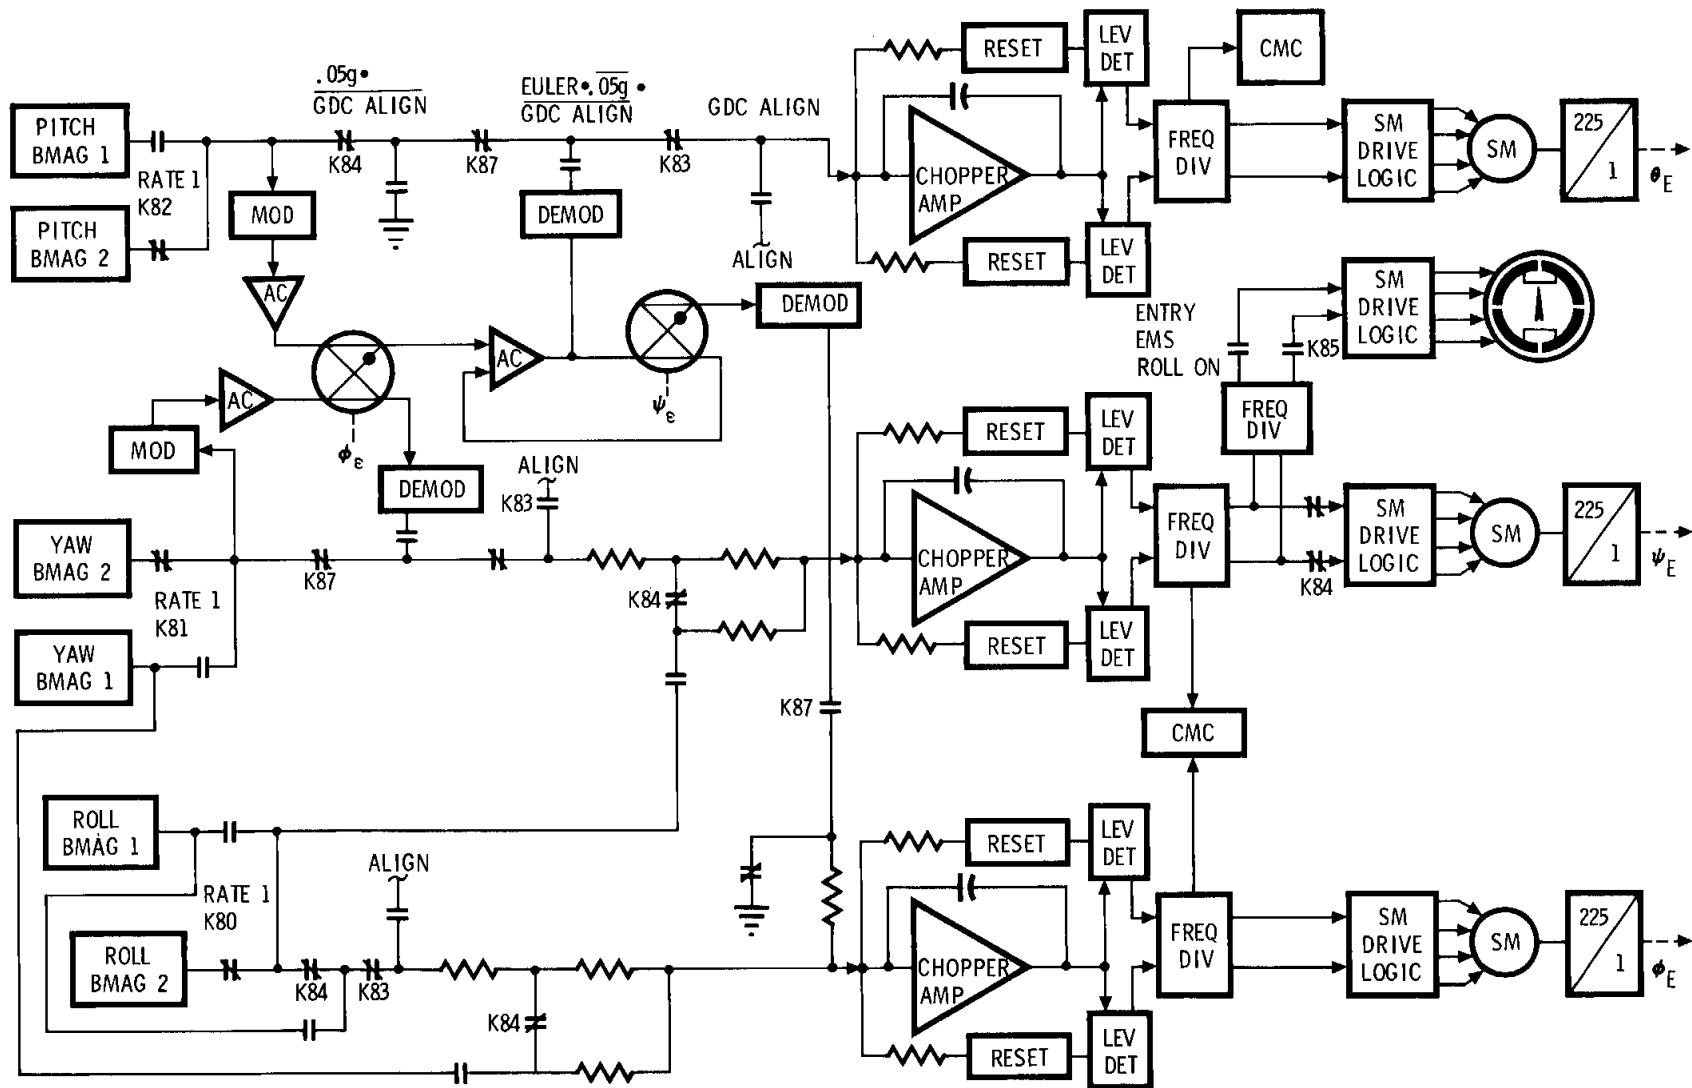 .05g•
GDC ALIGN
EULER•.05g•
GDC ALIGN
GDC ALIGN
PITCH
BMAG 1
RATE 1
K82
PITCH
BMAG 2
K84
K87
K83
MOD
DEMOD
ALIGN
AC
DEMOD
AC
AC
MOD
ϕε
ψε
DEMOD
ALIGN
K83
YAW
BMAG 2
K87
RATE 1
K81
K84
YAW
BMAG 1
K87
ROLL
BMAG 1
ALIGN
RATE 1
K80
ROLL
BMAG 2
K84
K83
K84
RESET
LEV
DET
CMC
CHOPPER
AMP
FREQ
DIV
SM
DRIVE
LOGIC
SM
225
1
θE
RESET
LEV
DET
ENTRY
EMS
ROLL ON
K85
SM
DRIVE
LOGIC
FREQ
DIV
RESET
LEV
DET
CHOPPER
AMP
FREQ
DIV
K84
SM
DRIVE
LOGIC
SM
225
1
ψE
RESET
LEV
DET
CMC
RESET
LEV
DET
CHOPPER
AMP
FREQ
DIV
SM
DRIVE
LOGIC
SM
225
1
ϕE
RESET
LEV
DET